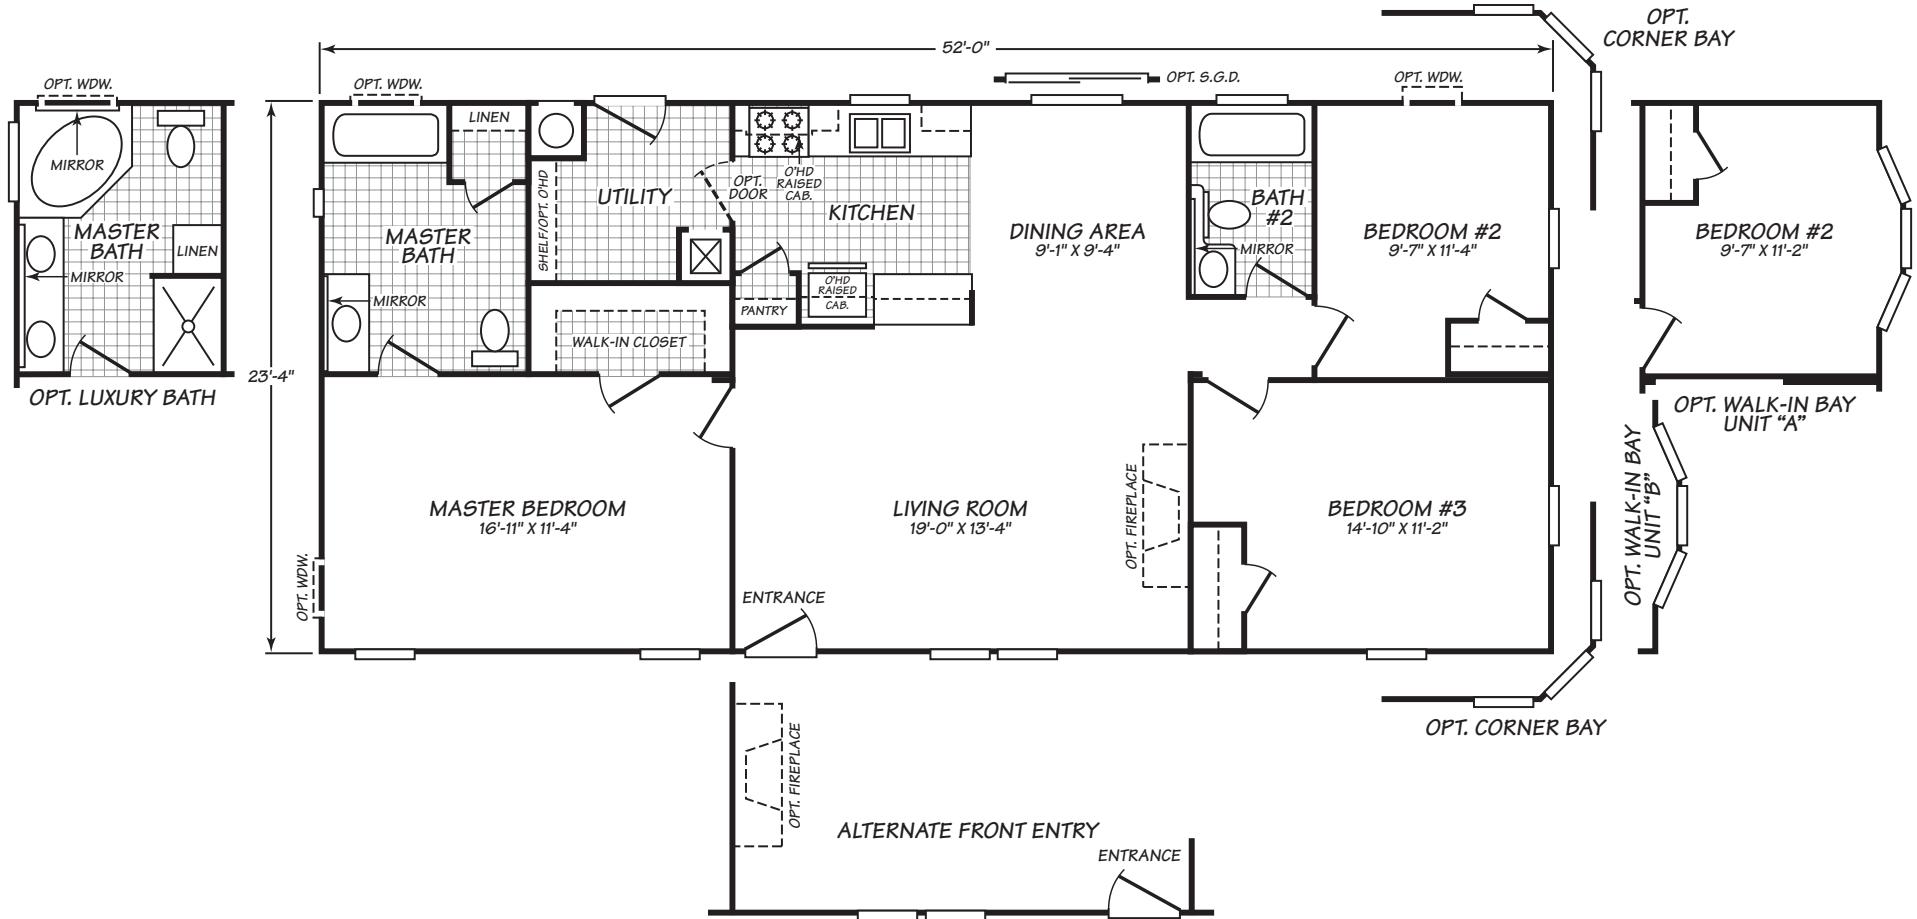 OPT.
CORNER BAY
52'-0"
OPT. WDW.
OPT. WDW.
OPT. S.G.D.
OPT. WDW.
MIRROR
MASTER
BATH
LINEN
MIRROR
OPT. LUXURY BATH
23'-4"
LINEN
MASTER
BATH
MIRROR
SHELF/OPT. O'HD
UTILITY
OPT.
DOOR
O'HD
RAISED
CAB.
KITCHEN
O'HD
RAISED
CAB.
PANTRY
WALK-IN CLOSET
DINING AREA
9'-1" X 9'-4"
BATH
#2
MIRROR
BEDROOM #2
9'-7" X 11'-4"
BEDROOM #2
9'-7" X 11'-2"
OPT. WALK-IN BAY
UNIT "A"
OPT. WALK-IN BAY
UNIT "B"
MASTER BEDROOM
16'-11" X 11'-4"
OPT. WDW.
LIVING ROOM
19'-0" X 13'-4"
OPT. FIREPLACE
BEDROOM #3
14'-10" X 11'-2"
ENTRANCE
OPT. CORNER BAY
OPT. FIREPLACE
ALTERNATE FRONT ENTRY
ENTRANCE